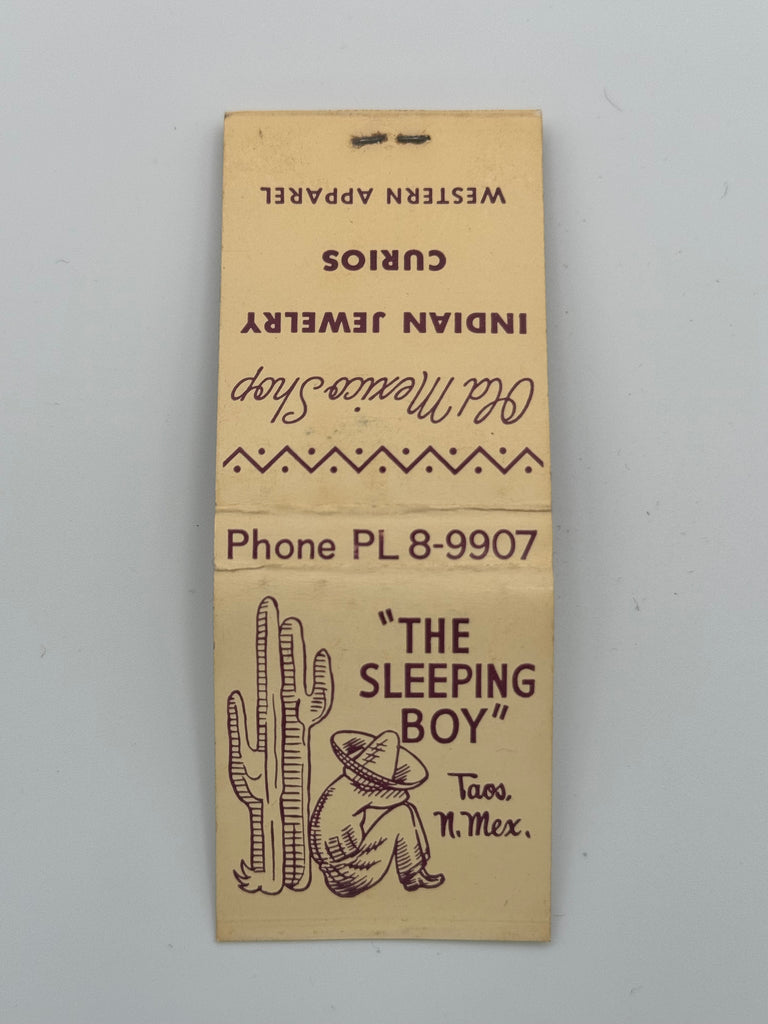 WESTERN APPAREL
CURIOS
INDIAN JEWELRY
Old Mexico Shop
Phone PL 8-9907
"THE
SLEEPING
BOY"
Taos,
N. Mex.